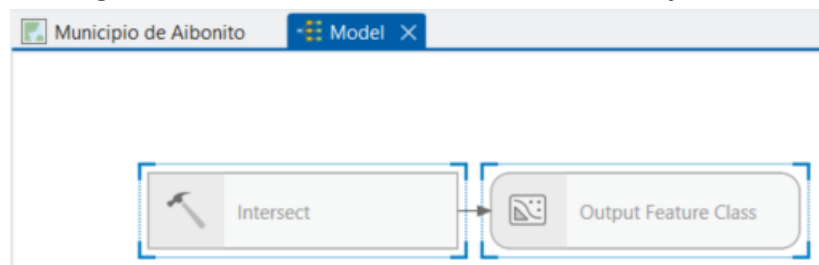 Municipio de Aibonito
Model
Intersect
Output Feature Class